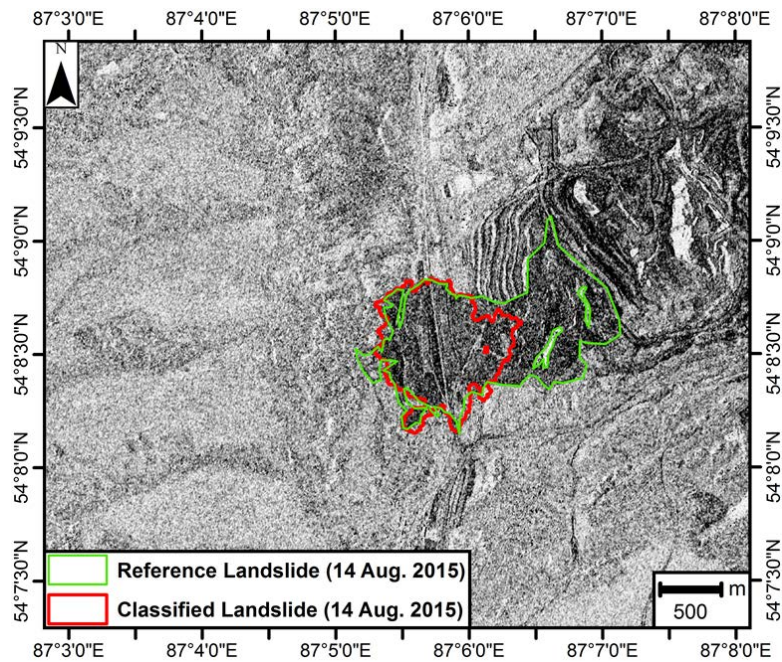 87°3'0"E 87°4'0"E 87°5'0"E 87°6'0"E 87°7'0"E 87°8'0"E
N
54°9'30"N 54°9'30"N
54°9'0"N 54°9'0"N
54°8'30"N 54°8'30"N
54°8'0"N 54°8'0"N
54°7'30"N 54°7'30"N
Reference Landslide (14 Aug. 2015)
Classified Landslide (14 Aug. 2015)
m
500
87°3'0"E 87°4'0"E 87°5'0"E 87°6'0"E 87°7'0"E 87°8'0"E